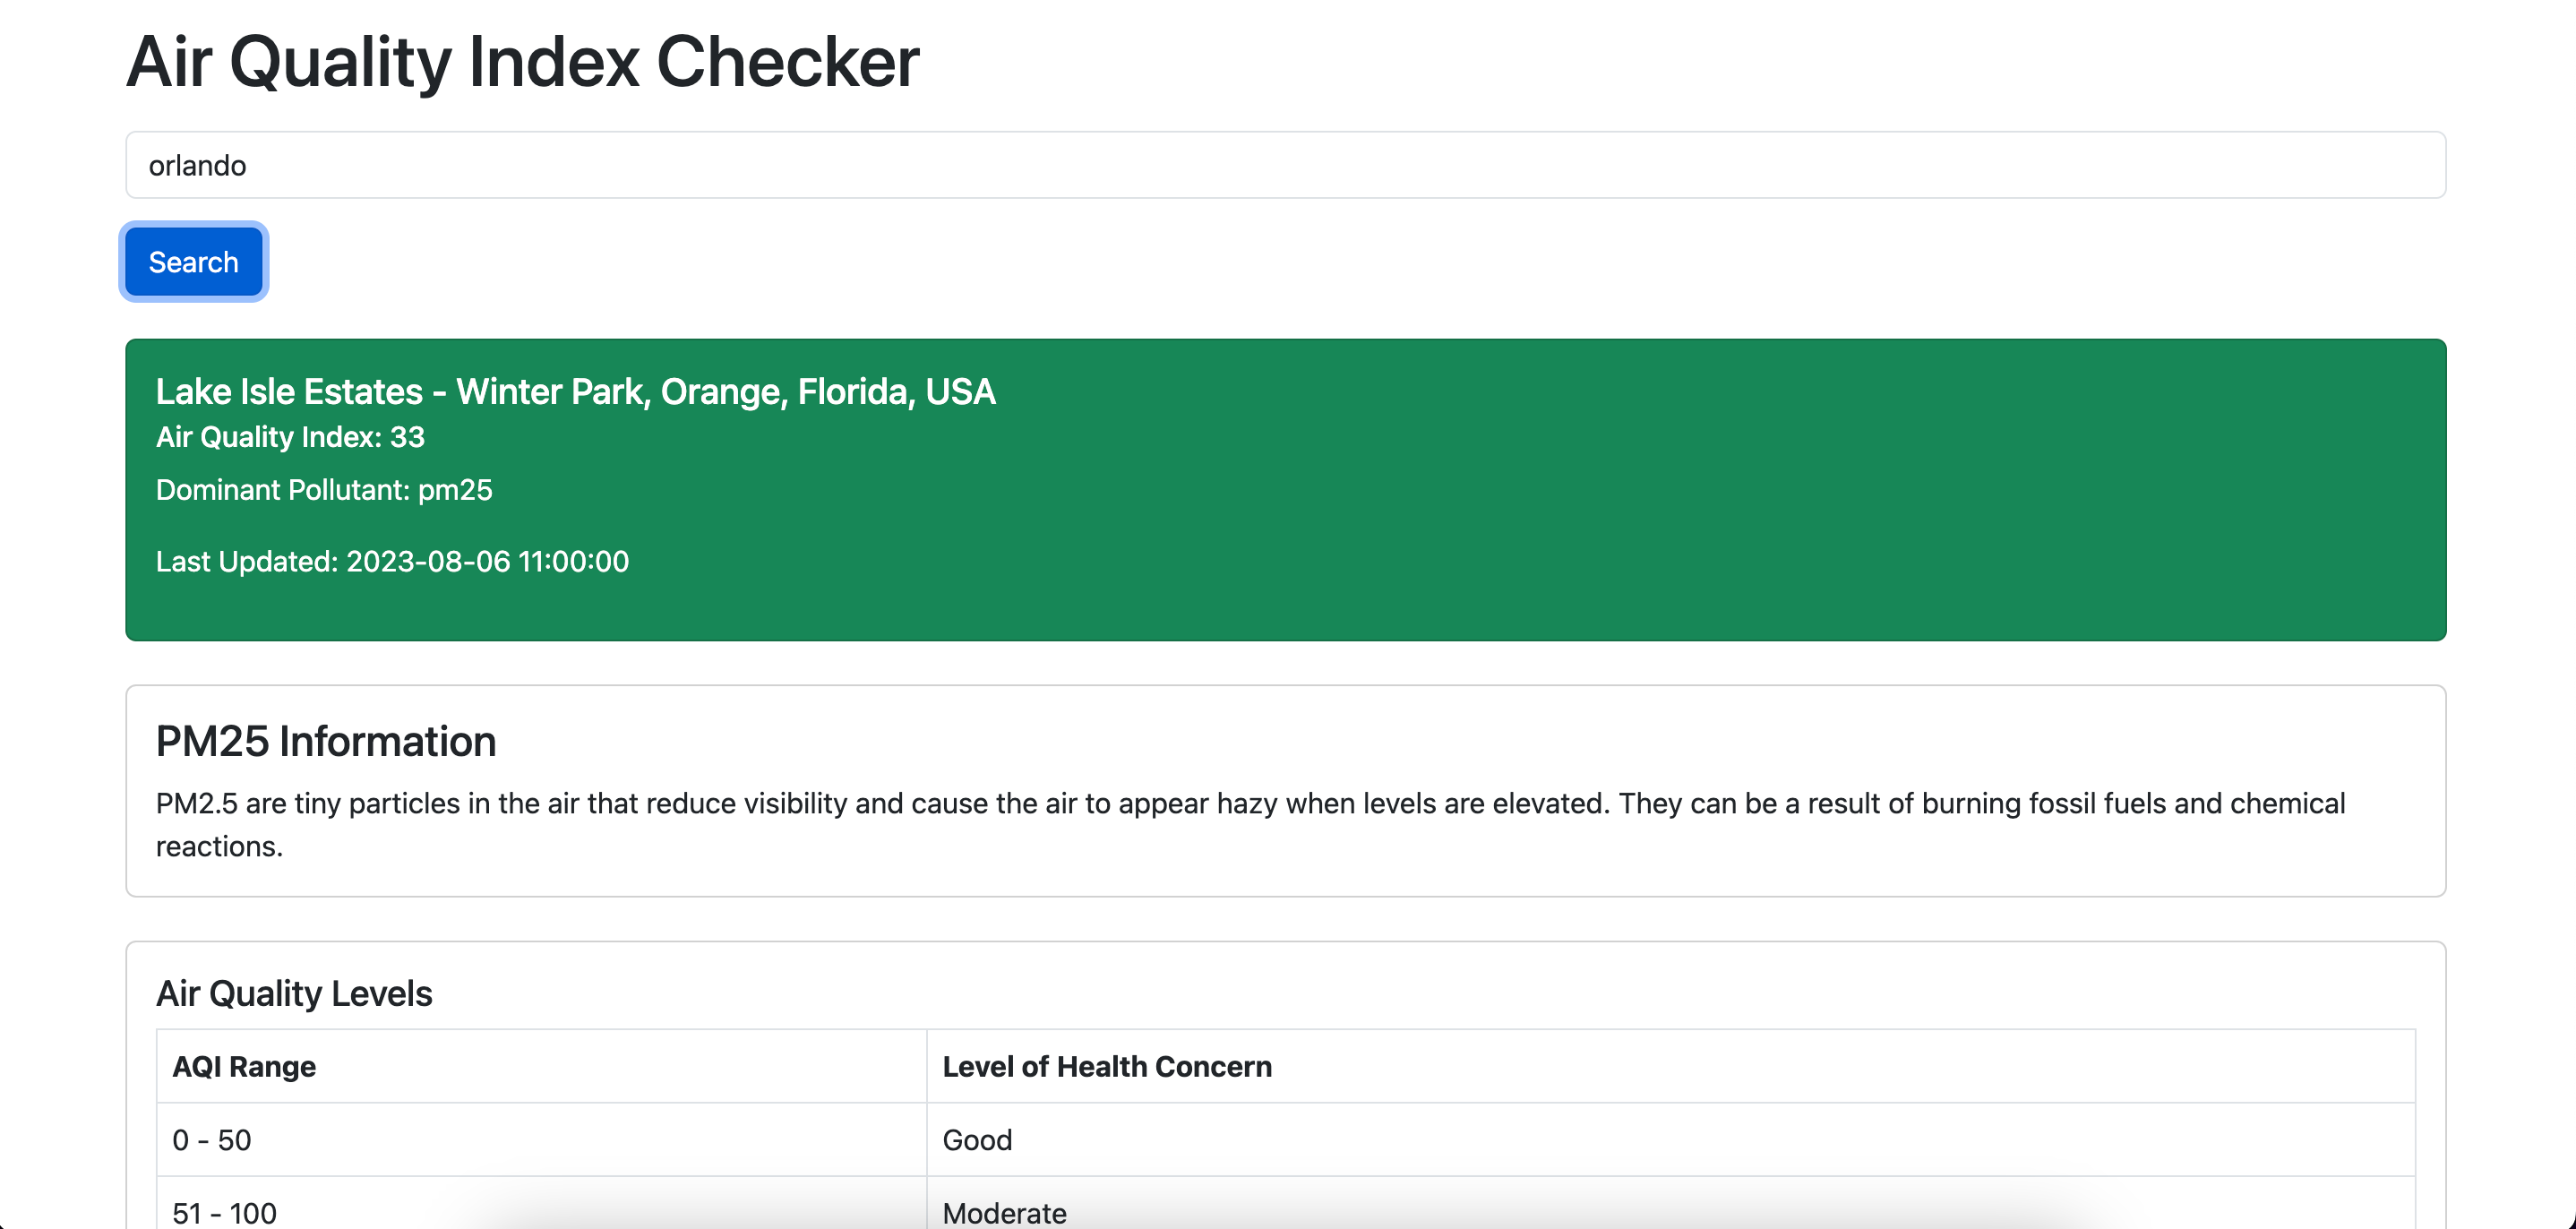 Air Quality Index Checker
orlando
Search
Lake Isle Estates - Winter Park, Orange, Florida, USA
Air Quality Index: 33
Dominant Pollutant: pm25
Last Updated: 2023-08-06 11:00:00
PM25 Information
PM2.5 are tiny particles in the air that reduce visibility and cause the air to appear hazy when levels are elevated. They can be a result of burning fossil fuels and chemical
reactions.
Air Quality Levels
AQI Range Level of Health Concern
0 - 50 Good
51 - 100 Moderate